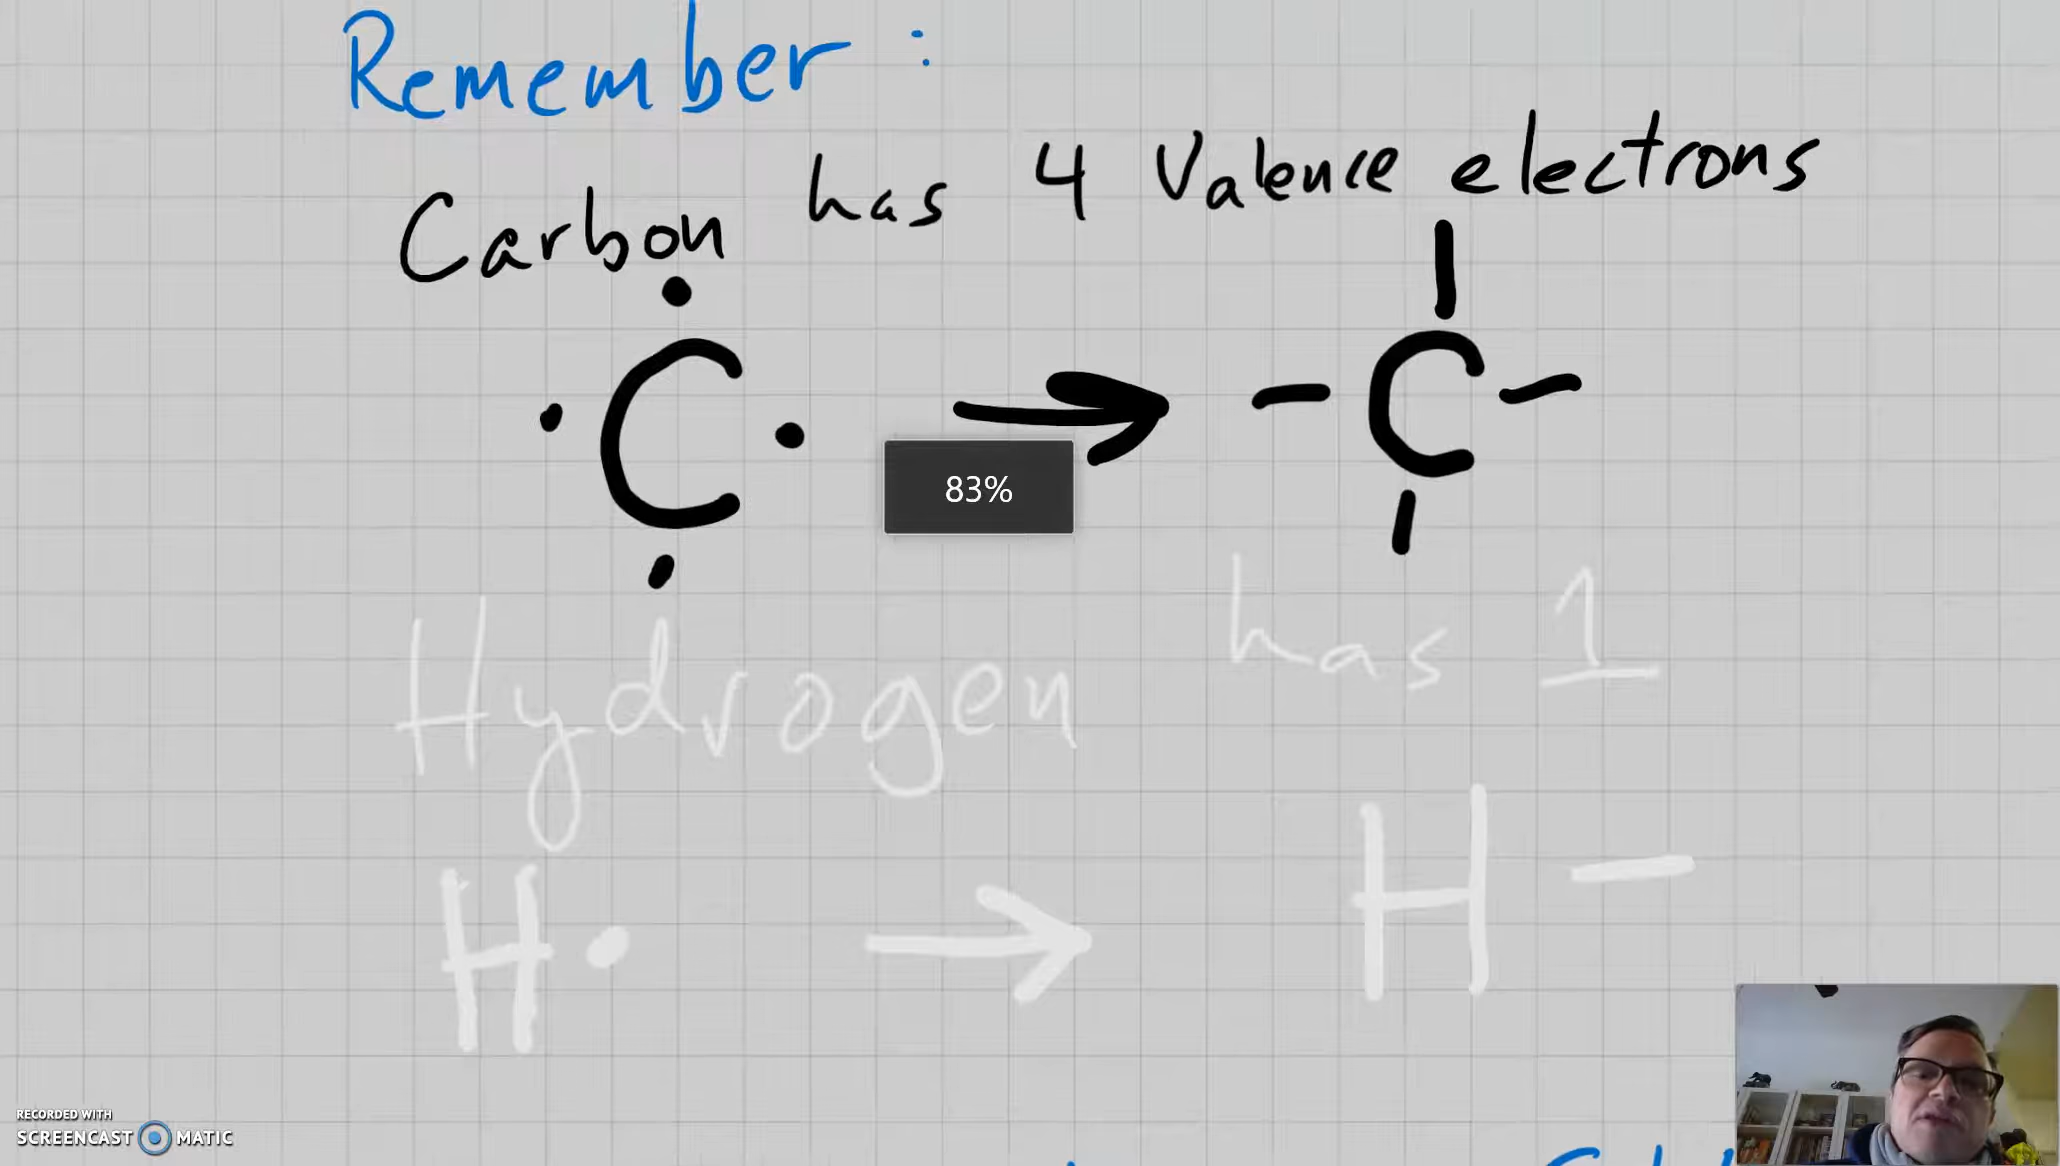 Remember :
Carbon has 4 Valence electrons
C → C
83%
Hydrogen has 1
H → H
RECORDED WITH
SCREENCAST MATIC